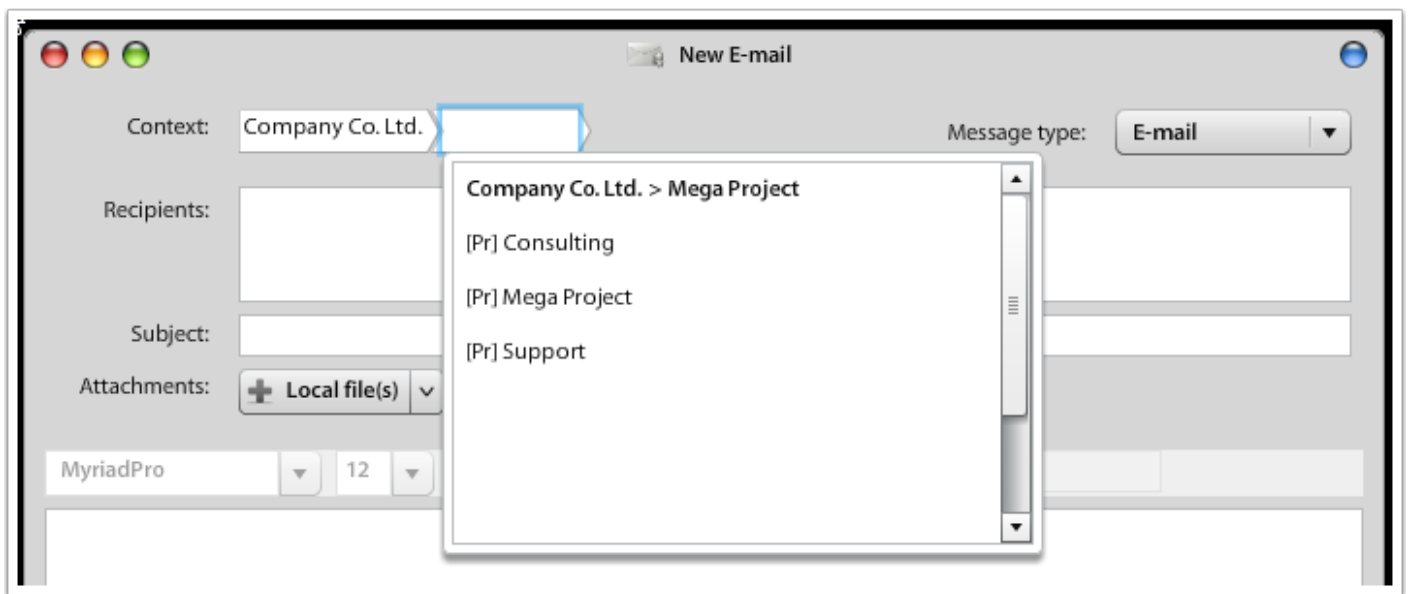 New E-mail
Context: Company Co. Ltd.
Message type: E-mail
Company Co. Ltd. > Mega Project
Recipients:
[Pr] Consulting
[Pr] Mega Project
Subject:
[Pr] Support
Attachments: Local file(s)
MyriadPro 12